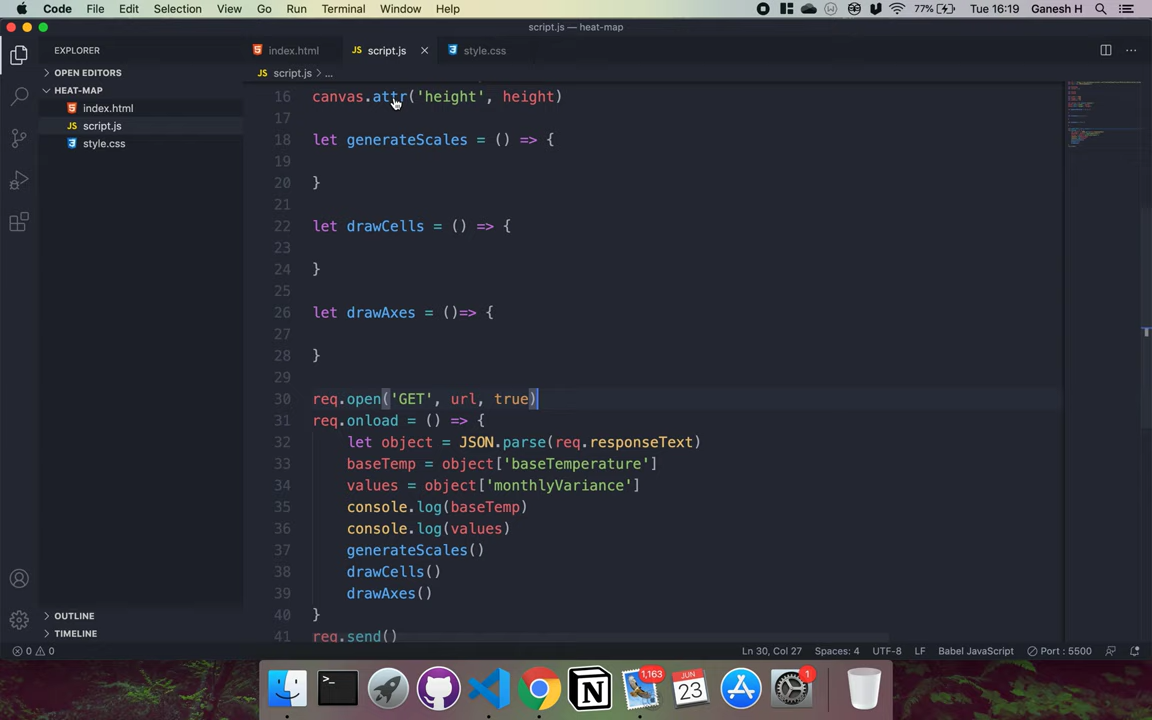 Code File Edit Selection View Go Run Terminal Window Help 77% Tue 16:19 Ganesh H
script.js — heat-map
EXPLORER
OPEN EDITORS
HEAT-MAP
index.html
script.js
style.css
OUTLINE
TIMELINE
index.html JS script.js style.css
JS script.js > ...
16 canvas.attr('height', height)
17
18 let generateScales = () => {
19
20 }
21
22 let drawCells = () => {
23
24 }
25
26 let drawAxes = ()=> {
27
28 }
29
30 req.open('GET', url, true)
31 req.onload = () => {
32 let object = JSON.parse(req.responseText)
33 baseTemp = object['baseTemperature']
34 values = object['monthlyVariance']
35 console.log(baseTemp)
36 console.log(values)
37 generateScales()
38 drawCells()
39 drawAxes()
40 }
41 req.send()
0 0 Ln 30, Col 27 Spaces: 4 UTF-8 LF Babel JavaScript Port : 5500
1,163
JUN
23
1